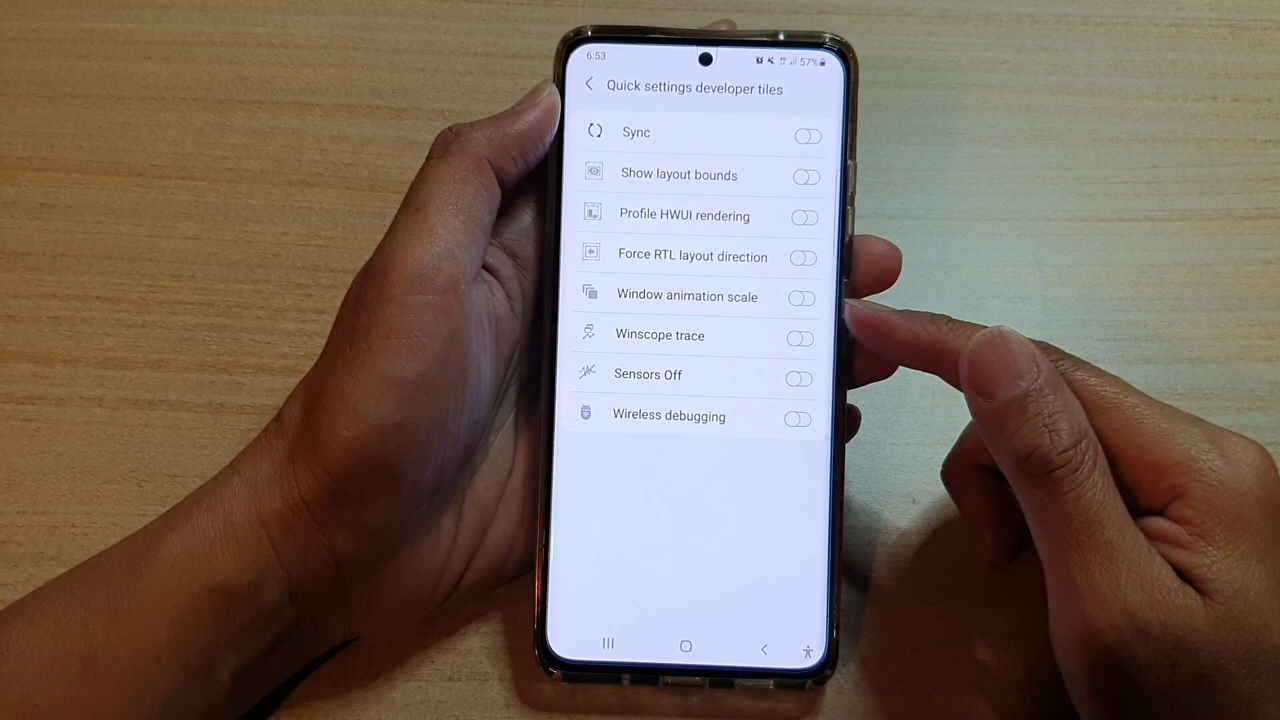 6:53
57%
Quick settings developer tiles
Sync
Show layout bounds
Profile HWUI rendering
Force RTL layout direction
Window animation scale
Winscope trace
Sensors Off
Wireless debugging